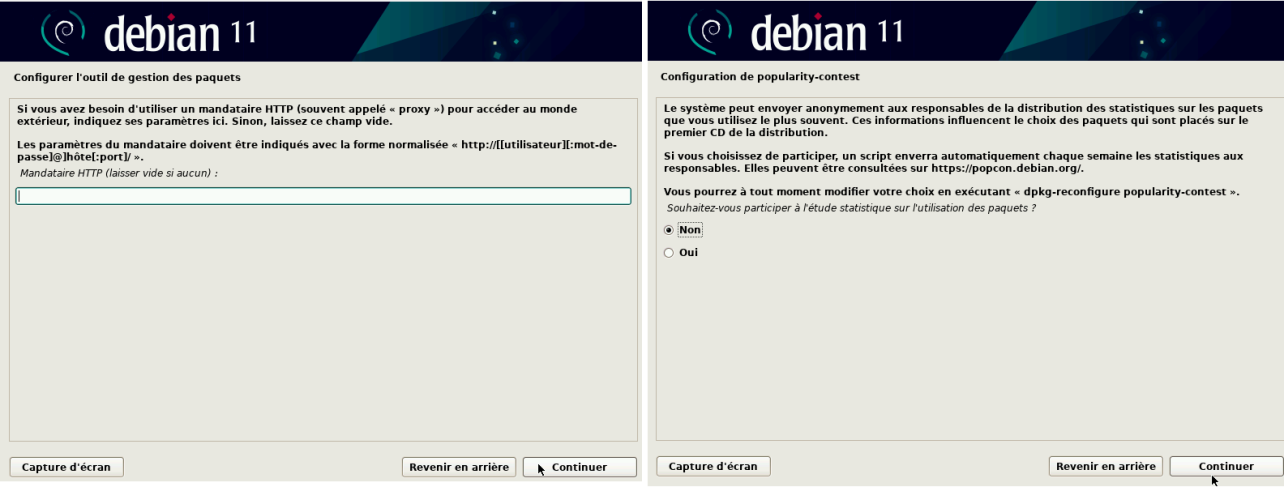 debian 11
Configurer l'outil de gestion des paquets
Si vous avez besoin d'utiliser un mandataire HTTP (souvent appelé « proxy ») pour accéder au monde
extérieur, indiquez ses paramètres ici. Sinon, laissez ce champ vide.
Les paramètres du mandataire doivent être indiqués avec la forme normalisée « http://[[utilisateur][:mot-de-
passe]@]hôte[:port]/ ».
Mandataire HTTP (laisser vide si aucun) :
Capture d'écran
Revenir en arrière
Continuer
debian 11
Configuration de popularity-contest
Le système peut envoyer anonymement aux responsables de la distribution des statistiques sur les paquets
que vous utilisez le plus souvent. Ces informations influencent le choix des paquets qui sont placés sur le
premier CD de la distribution.
Si vous choisissez de participer, un script enverra automatiquement chaque semaine les statistiques aux
responsables. Elles peuvent être consultées sur https://popcon.debian.org/.
Vous pourrez à tout moment modifier votre choix en exécutant « dpkg-reconfigure popularity-contest ».
Souhaitez-vous participer à l'étude statistique sur l'utilisation des paquets ?
Non
Oui
Capture d'écran
Revenir en arrière
Continuer